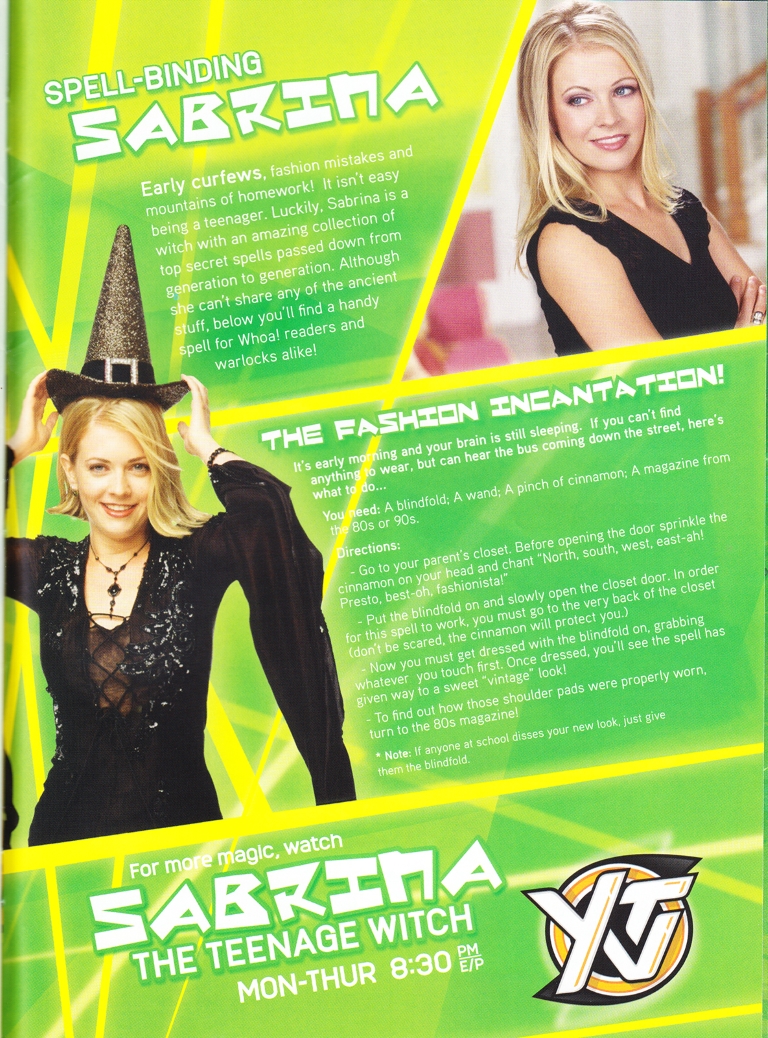 SPELL-BINDING
SABRINA
Early curfews, fashion mistakes and
mountains of homework! It isn't easy
being a teenager. Luckily, Sabrina is a
witch with an amazing collection of
top secret spells passed down from
generation to generation. Although
she can't share any of the ancient
stuff, below you'll find a handy
spell for Whoa! readers and
warlocks alike!
THE FASHION INCANTATION!
It's early morning and your brain is still sleeping. If you can't find
anything to wear, but can hear the bus coming down the street, here's
what to do...
You need: A blindfold; A wand; A pinch of cinnamon; A magazine from
the 80s or 90s.
Directions:
- Go to your parent's closet. Before opening the door sprinkle the
cinnamon on your head and chant "North, south, west, east-ah!
Presto, best-oh, fashionista!"
- Put the blindfold on and slowly open the closet door. In order
for this spell to work, you must go to the very back of the closet
(don't be scared, the cinnamon will protect you.)
- Now you must get dressed with the blindfold on, grabbing
whatever you touch first. Once dressed, you'll see the spell has
given way to a sweet "vintage" look!
- To find out how those shoulder pads were properly worn,
turn to the 80s magazine!
* Note: If anyone at school disses your new look, just give
them the blindfold.
For more magic, watch
SABRINA
THE TEENAGE WITCH
MON-THUR 8:30 PM E/P
YTV